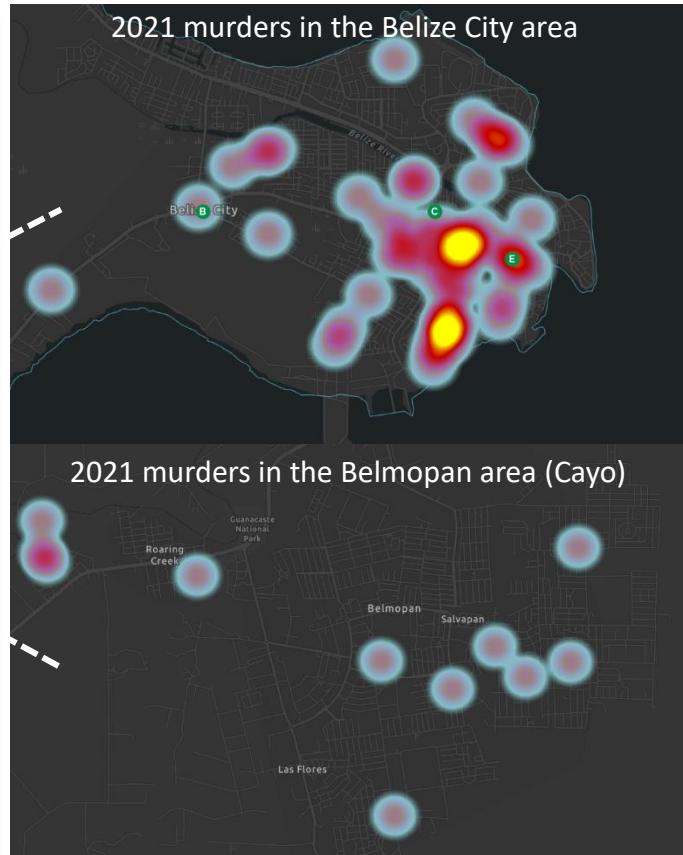 2021 murders in the Belize City area
Belize River
B
Beli City
C
E
2021 murders in the Belmopan area (Cayo)
Guanacaste
National
Park
Roaring
Creek
Belmopan
Salvapan
Las Flores